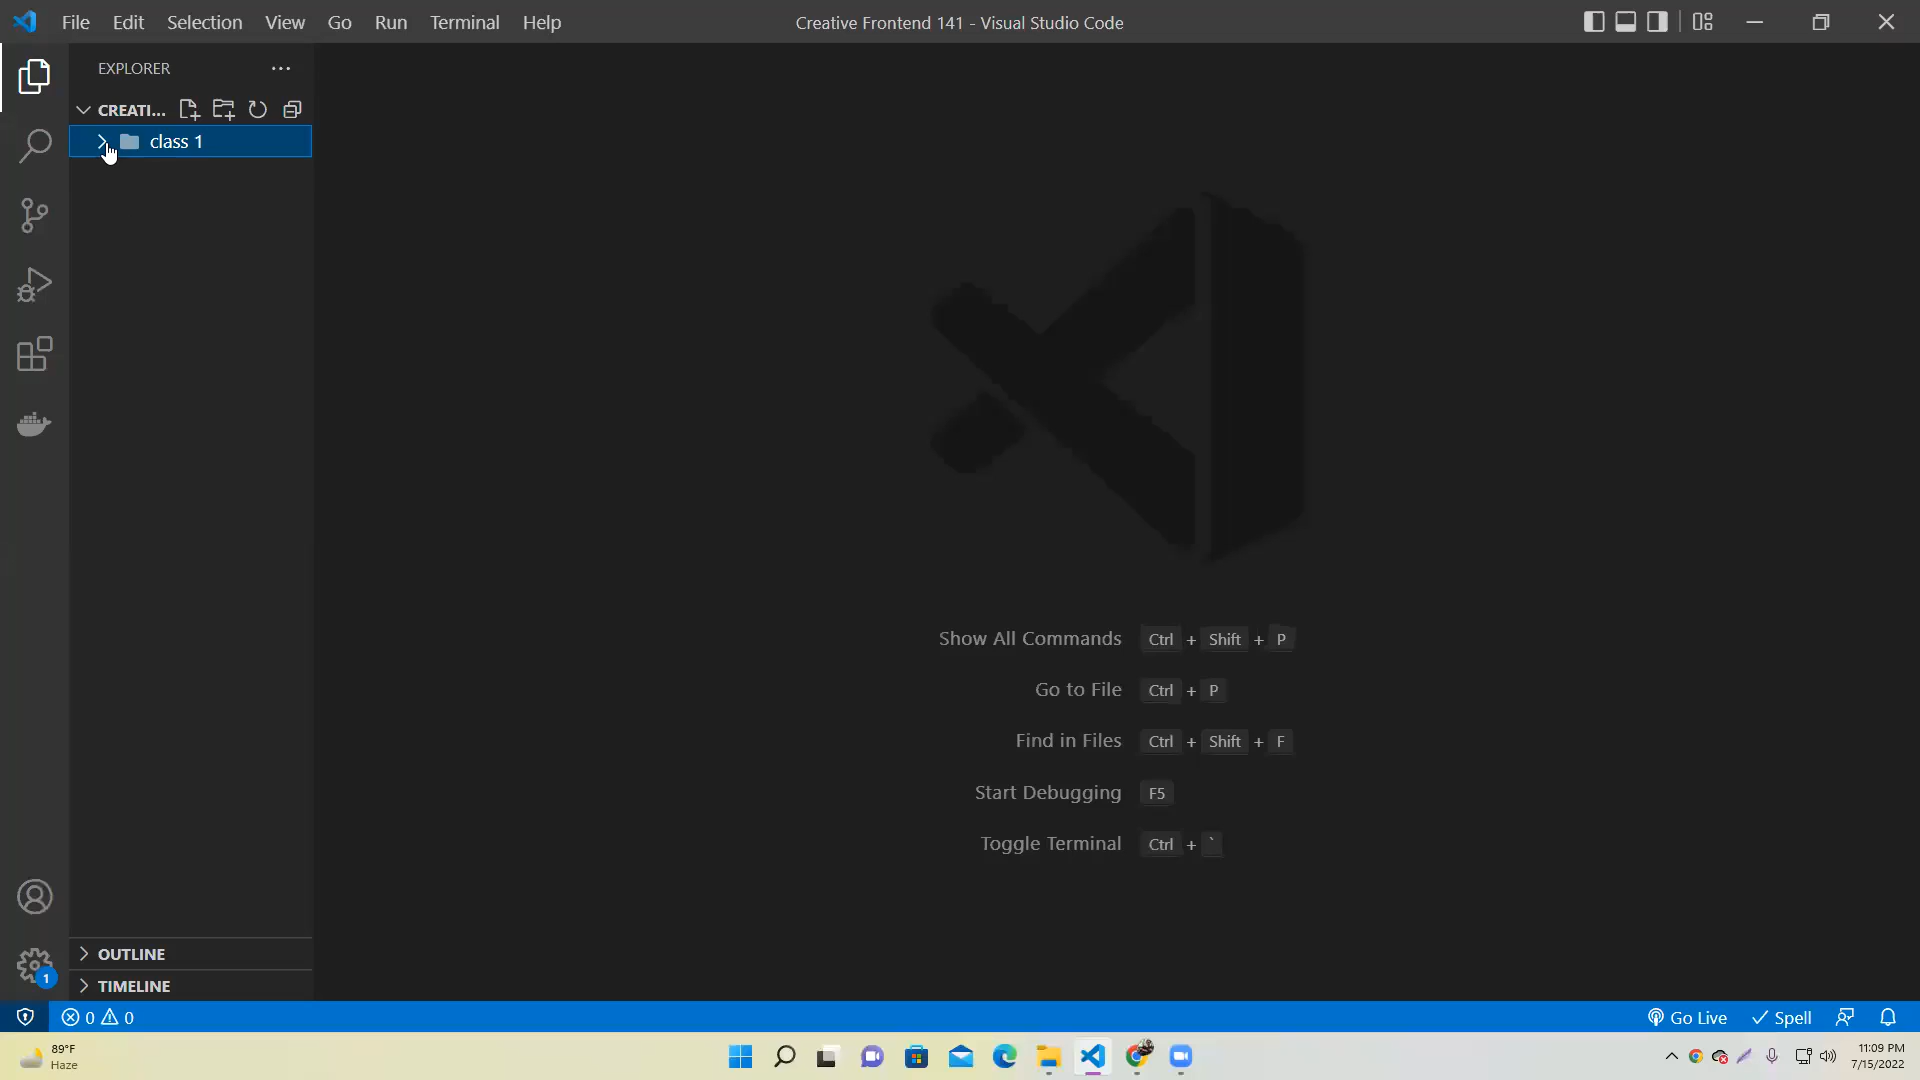 File Edit Selection View Go Run Terminal Help
Creative Frontend 141 - Visual Studio Code
EXPLORER
CREATI...
class 1
Show All Commands Ctrl + Shift + P
Go to File Ctrl + P
Find in Files Ctrl + Shift + F
Start Debugging F5
Toggle Terminal Ctrl + `
OUTLINE
1
TIMELINE
0 0
Go Live Spell
89°F
Haze
11:09 PM
7/15/2022